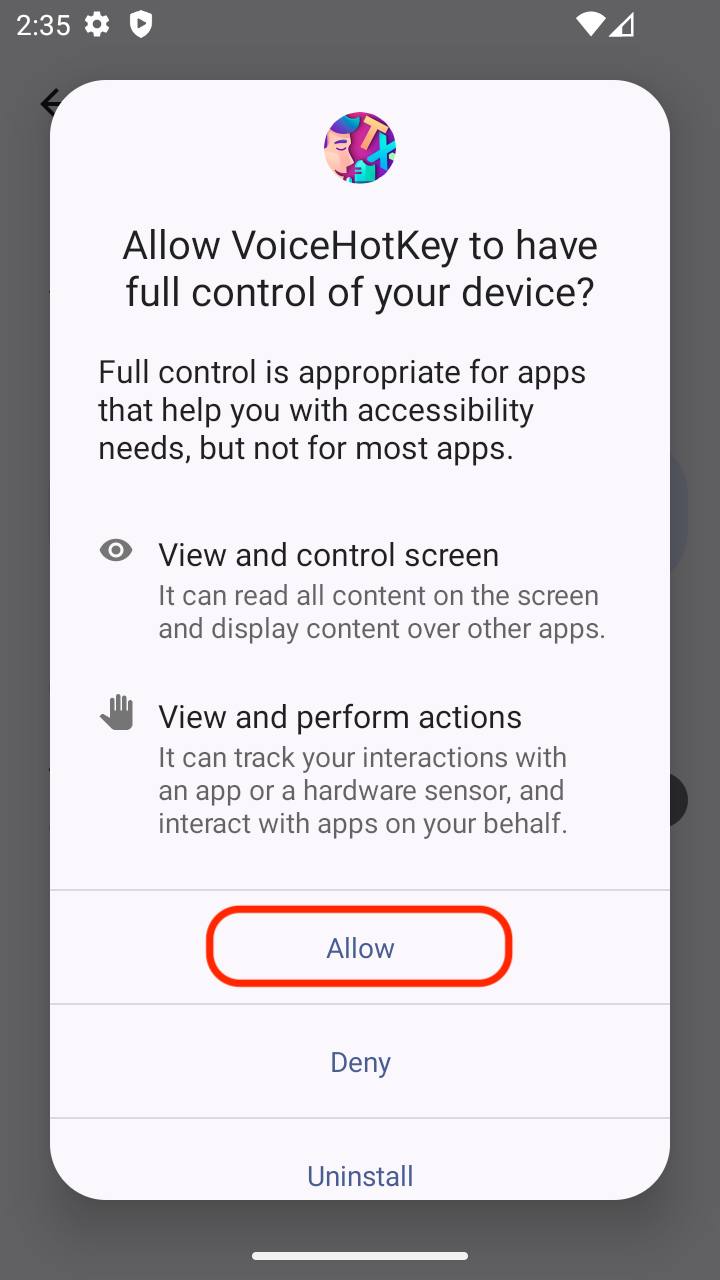 2:35
Allow VoiceHotKey to have
full control of your device?
Full control is appropriate for apps
that help you with accessibility
needs, but not for most apps.
View and control screen
It can read all content on the screen
and display content over other apps.
View and perform actions
It can track your interactions with
an app or a hardware sensor, and
interact with apps on your behalf.
Allow
Deny
Uninstall